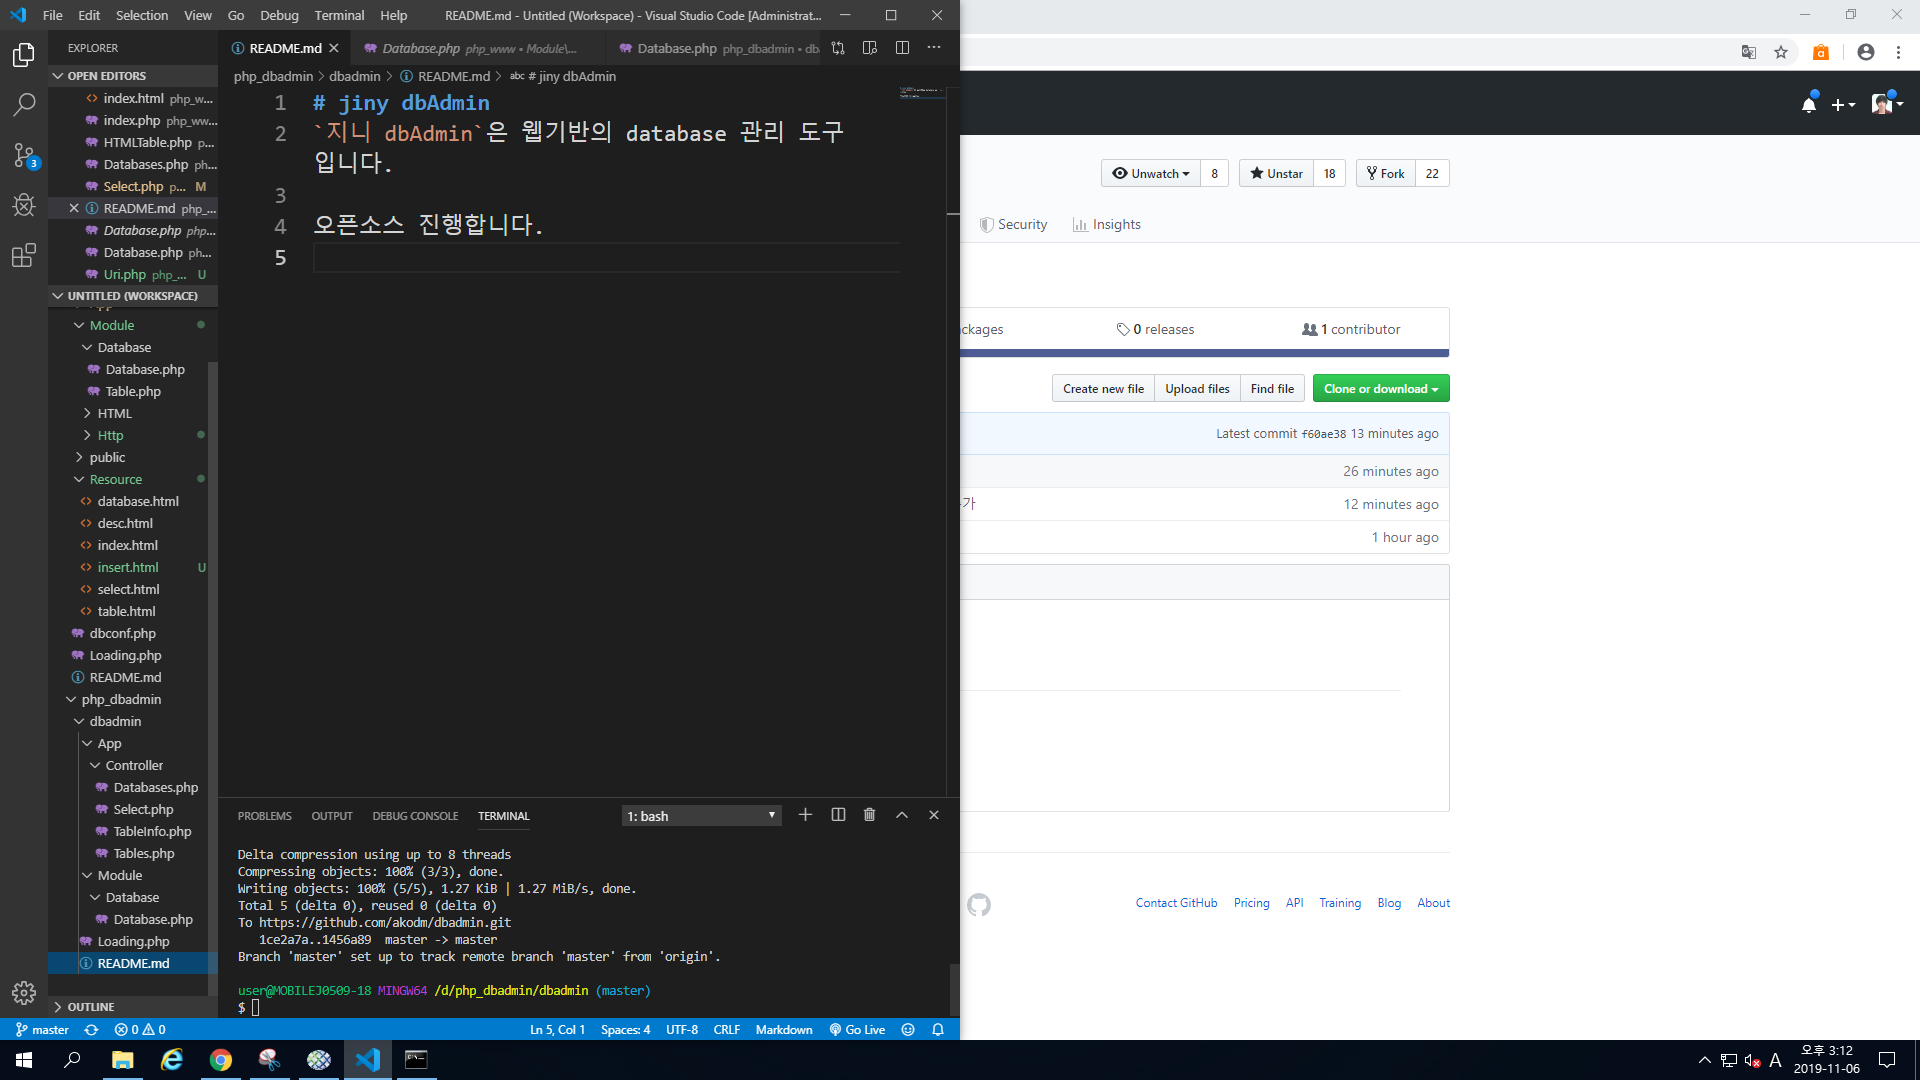 File Edit Selection View Go Debug Terminal Help README.md - Untitled (Workspace) - Visual Studio Code [Administrat...
EXPLORER
OPEN EDITORS
index.html php_w...
index.php php_ww...
HTMLTable.php p...
Databases.php ph...
Select.php p... M
README.md php_...
Database.php php...
Database.php ph...
Uri.php php_... U
UNTITLED (WORKSPACE)
Module
Database
Database.php
Table.php
HTML
Http
public
Resource
database.html
desc.html
index.html
insert.html U
select.html
table.html
dbconf.php
Loading.php
README.md
php_dbadmin
dbadmin
App
Controller
Databases.php
Select.php
TableInfo.php
Tables.php
Module
Database
Database.php
Loading.php
README.md
OUTLINE
README.md Database.php php_www • Module\... Database.php php_dbadmin • db
php_dbadmin > dbadmin > README.md > abc # jiny dbAdmin
1 # jiny dbAdmin
2 `지니 dbAdmin`은 웹기반의 database 관리 도구
입니다.
3
4 오픈소스 진행합니다.
5
PROBLEMS OUTPUT DEBUG CONSOLE TERMINAL 1: bash
Delta compression using up to 8 threads
Compressing objects: 100% (3/3), done.
Writing objects: 100% (5/5), 1.27 KiB | 1.27 MiB/s, done.
Total 5 (delta 0), reused 0 (delta 0)
To https://github.com/akodm/dbadmin.git
1ce2a7a..1456a89 master -> master
Branch 'master' set up to track remote branch 'master' from 'origin'.
user@MOBILEJ0509-18 MINGW64 /d/php_dbadmin/dbadmin (master)
$
master 0 0 Ln 5, Col 1 Spaces: 4 UTF-8 CRLF Markdown Go Live
3
Unwatch 8 Unstar 18 Fork 22
Security Insights
ckages 0 releases 1 contributor
Create new file Upload files Find file Clone or download
Latest commit f60ae38 13 minutes ago
26 minutes ago
가 12 minutes ago
1 hour ago
Contact GitHub Pricing API Training Blog About
A 오후 3:12
2019-11-06